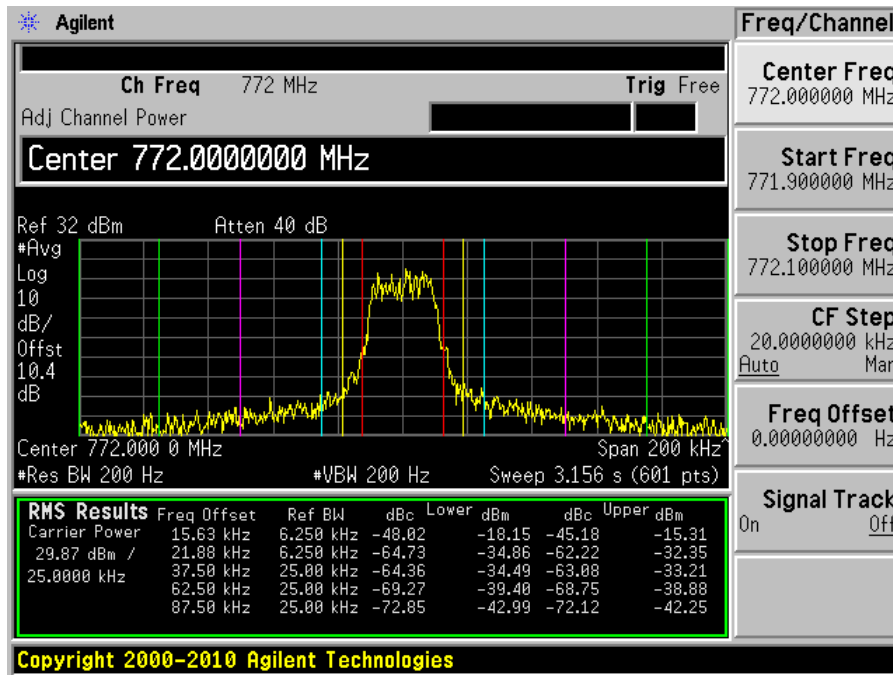 Agilent
Freq/Channel
Ch Freq 772 MHz Trig Free
Adj Channel Power
Center 772.0000000 MHz
Ref 32 dBm Atten 40 dB
#Avg
Log
10
dB/
Offst
10.4
dB
Center 772.000 0 MHz Span 200 kHz^
#Res BW 200 Hz #VBW 200 Hz Sweep 3.156 s (601 pts)
RMS Results Freq Offset Ref BW dBc Lower dBm dBc Upper dBm
Carrier Power 15.63 kHz 6.250 kHz -48.02 -18.15 -45.18 -15.31
29.87 dBm / 21.88 kHz 6.250 kHz -64.73 -34.86 -62.22 -32.35
25.0000 kHz 37.50 kHz 25.00 kHz -64.36 -34.49 -63.08 -33.21
62.50 kHz 25.00 kHz -69.27 -39.40 -68.75 -38.88
87.50 kHz 25.00 kHz -72.85 -42.99 -72.12 -42.25
Center Freq
772.000000 MHz
Start Freq
771.900000 MHz
Stop Freq
772.100000 MHz
CF Step
20.0000000 kHz
Auto Man
Freq Offset
0.00000000 Hz
Signal Track
On Off
Copyright 2000-2010 Agilent Technologies